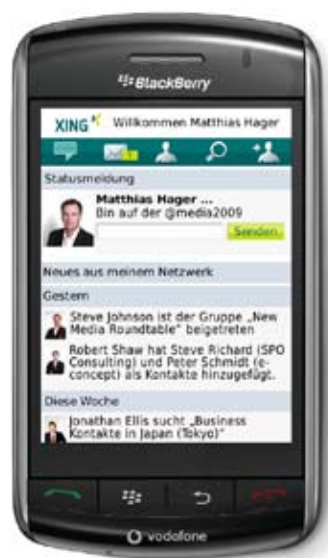 BlackBerry
XING Willkommen Matthias Hager
Statusmeldung
Matthias Hager ...
Bin auf der @media2009
Senden
Neues aus meinem Netzwerk
Gestern
Steve Johnson ist der Gruppe „New
Media Roundtable“ beigetreten
Robert Shaw hat Steve Richard (SPO
Consulting) und Peter Schmidt (e-
concept) als Kontakte hinzugefügt.
Diese Woche
Jonathan Ellis sucht „Business
Kontakte in Japan (Tokyo)“
vodafone